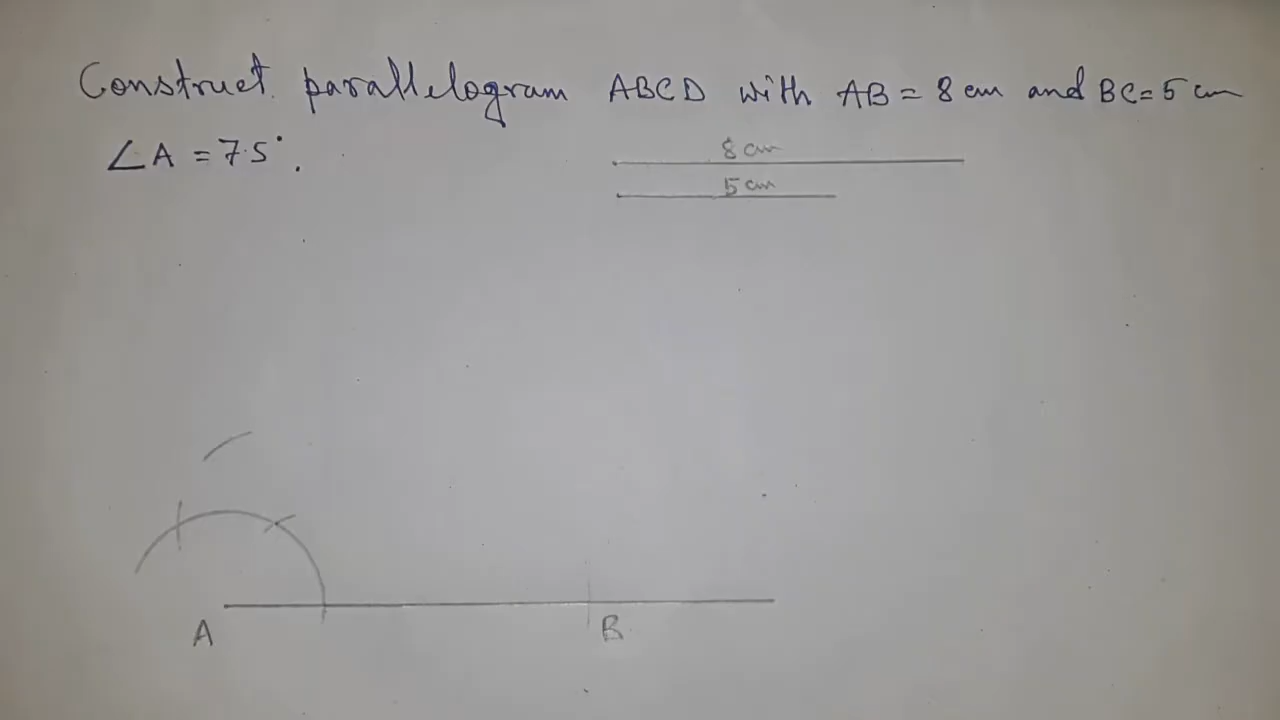 Construct parallelogram ABCD with AB = 8 cm and BC = 5 cm
∠A = 75°.
8 cm
5 cm
A
B